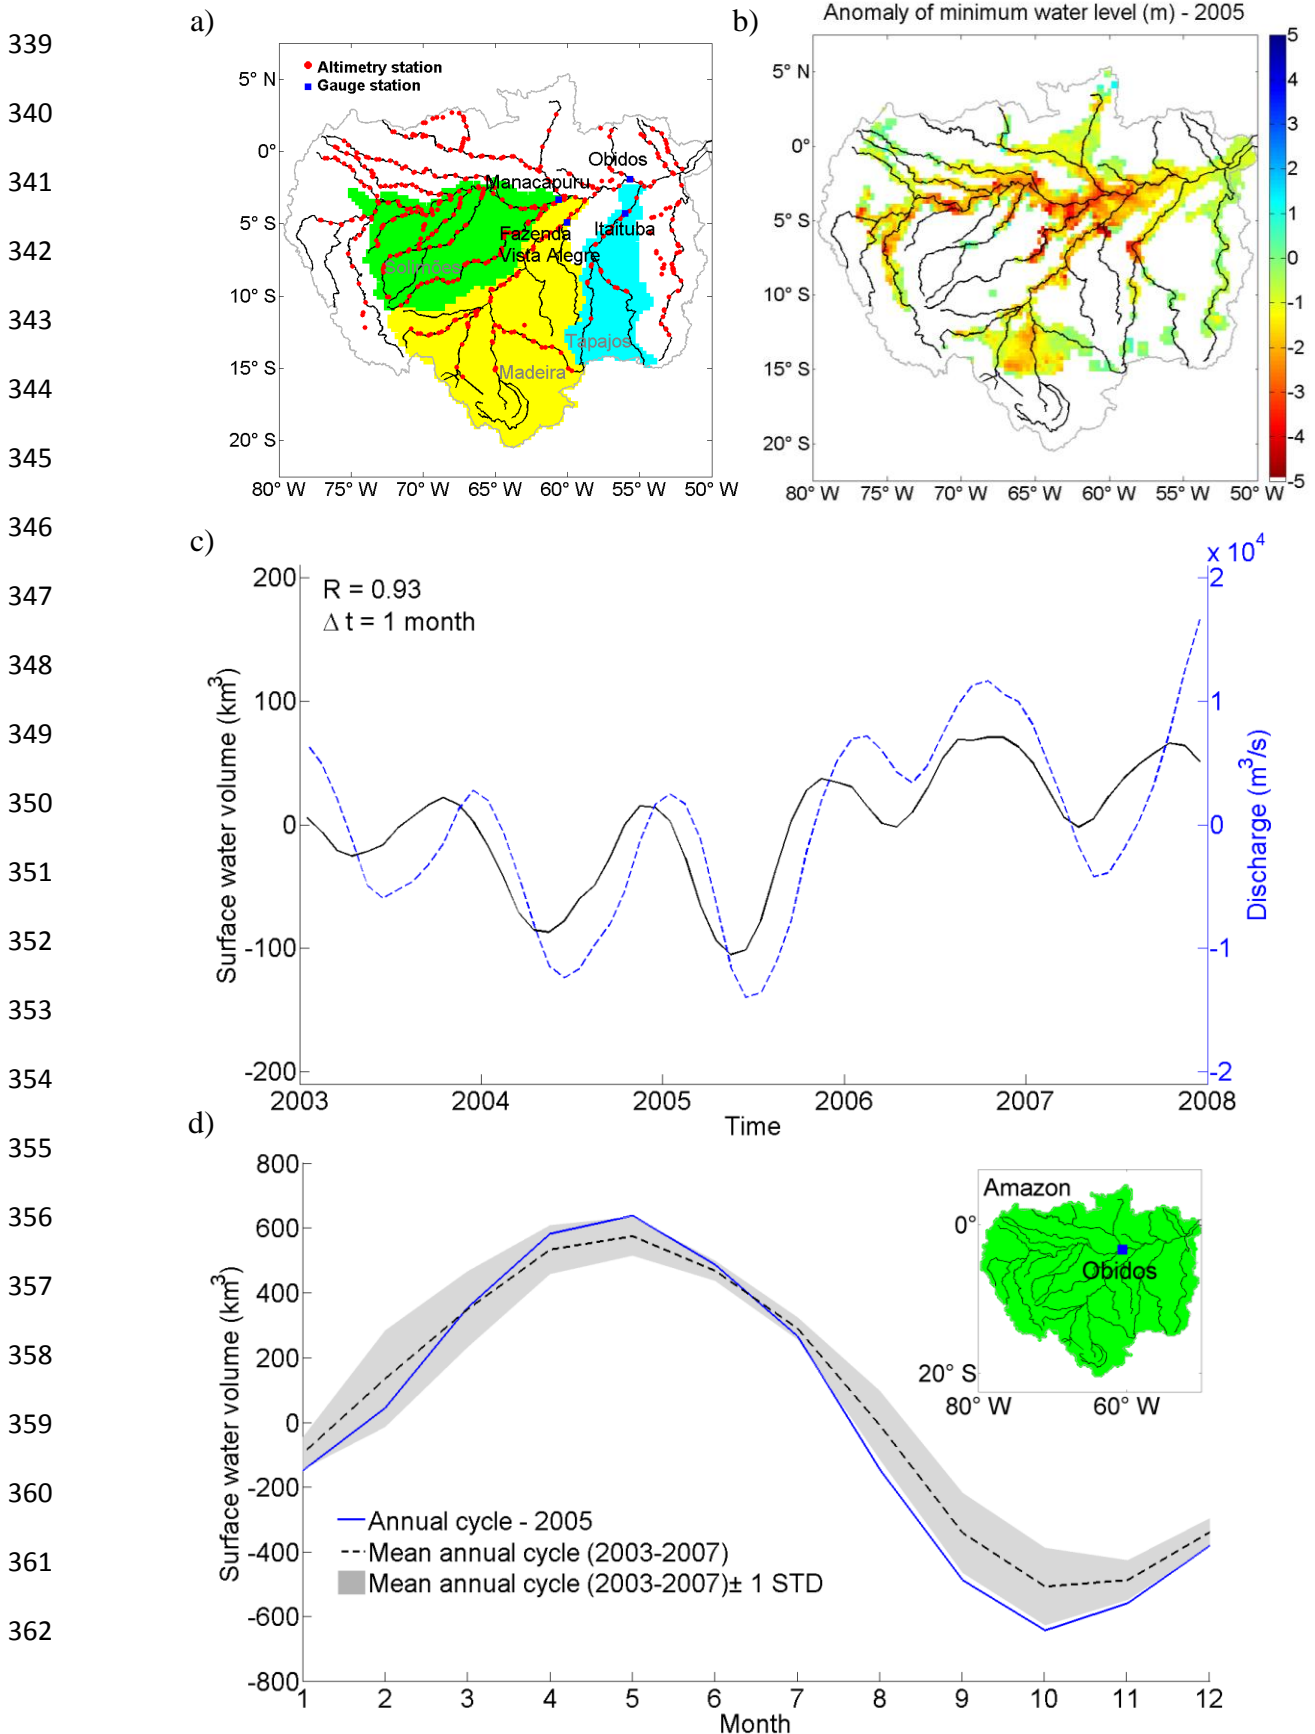 339
340
341
342
343
344
345
346
347
348
349
350
351
352
353
354
355
356
357
358
359
360
361
362
a)
Altimetry station
Gauge station
5° N
0°
5° S
10° S
15° S
20° S
80° W 75° W 70° W 65° W 60° W 55° W 50° W
Obidos
Manacapuru
Itaituba
Fazenda
Vista Alegre
Solimões
Tapajos
Madeira
b)
Anomaly of minimum water level (m) - 2005
5° N
0°
5° S
10° S
15° S
20° S
80° W 75° W 70° W 65° W 60° W 55° W 50° W
5
4
3
2
1
0
-1
-2
-3
-4
-5
c)
R = 0.93
Δ t = 1 month
Surface water volume (km³)
200
100
0
-100
-200
x 10⁴
2
1
0
-1
-2
Discharge (m³/s)
2003 2004 2005 2006 2007 2008
Time
d)
Surface water volume (km³)
800
600
400
200
0
-200
-400
-600
-800
Annual cycle - 2005
Mean annual cycle (2003-2007)
Mean annual cycle (2003-2007)± 1 STD
1 2 3 4 5 6 7 8 9 10 11 12
Month
Amazon
0°
Obidos
20° S
80° W 60° W